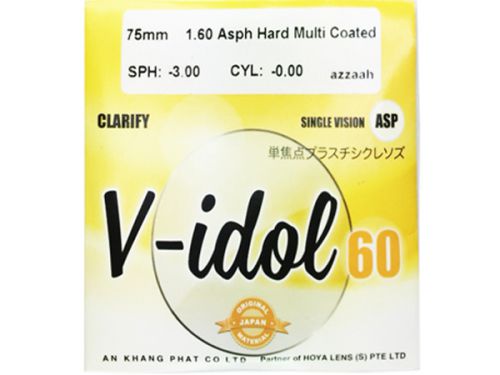 75mm 1.60 Asph Hard Multi Coated
SPH: -3.00 CYL: -0.00 azzaah
CLARIFY
SINGLE VISION ASP
単焦点プラスチシクレソズ
V-idol 60
ORIGINAL
JAPAN
MATERIAL
AN KHANG PHAT CO LTD Partner of HOYA LENS (S) PTE LTD